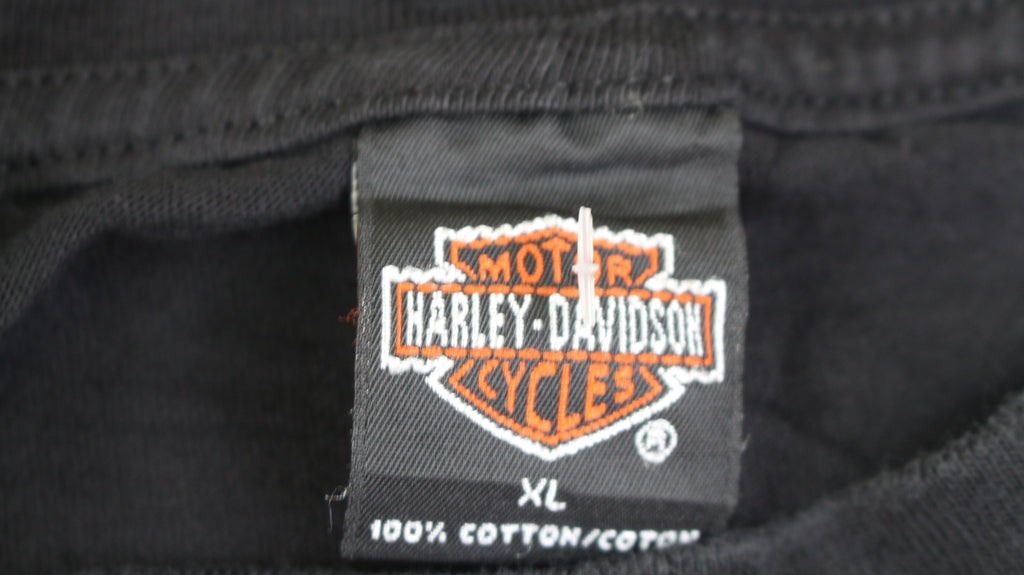 MOTOR
HARLEY-DAVIDSON
CYCLES
®
XL
100% COTTON/COTON